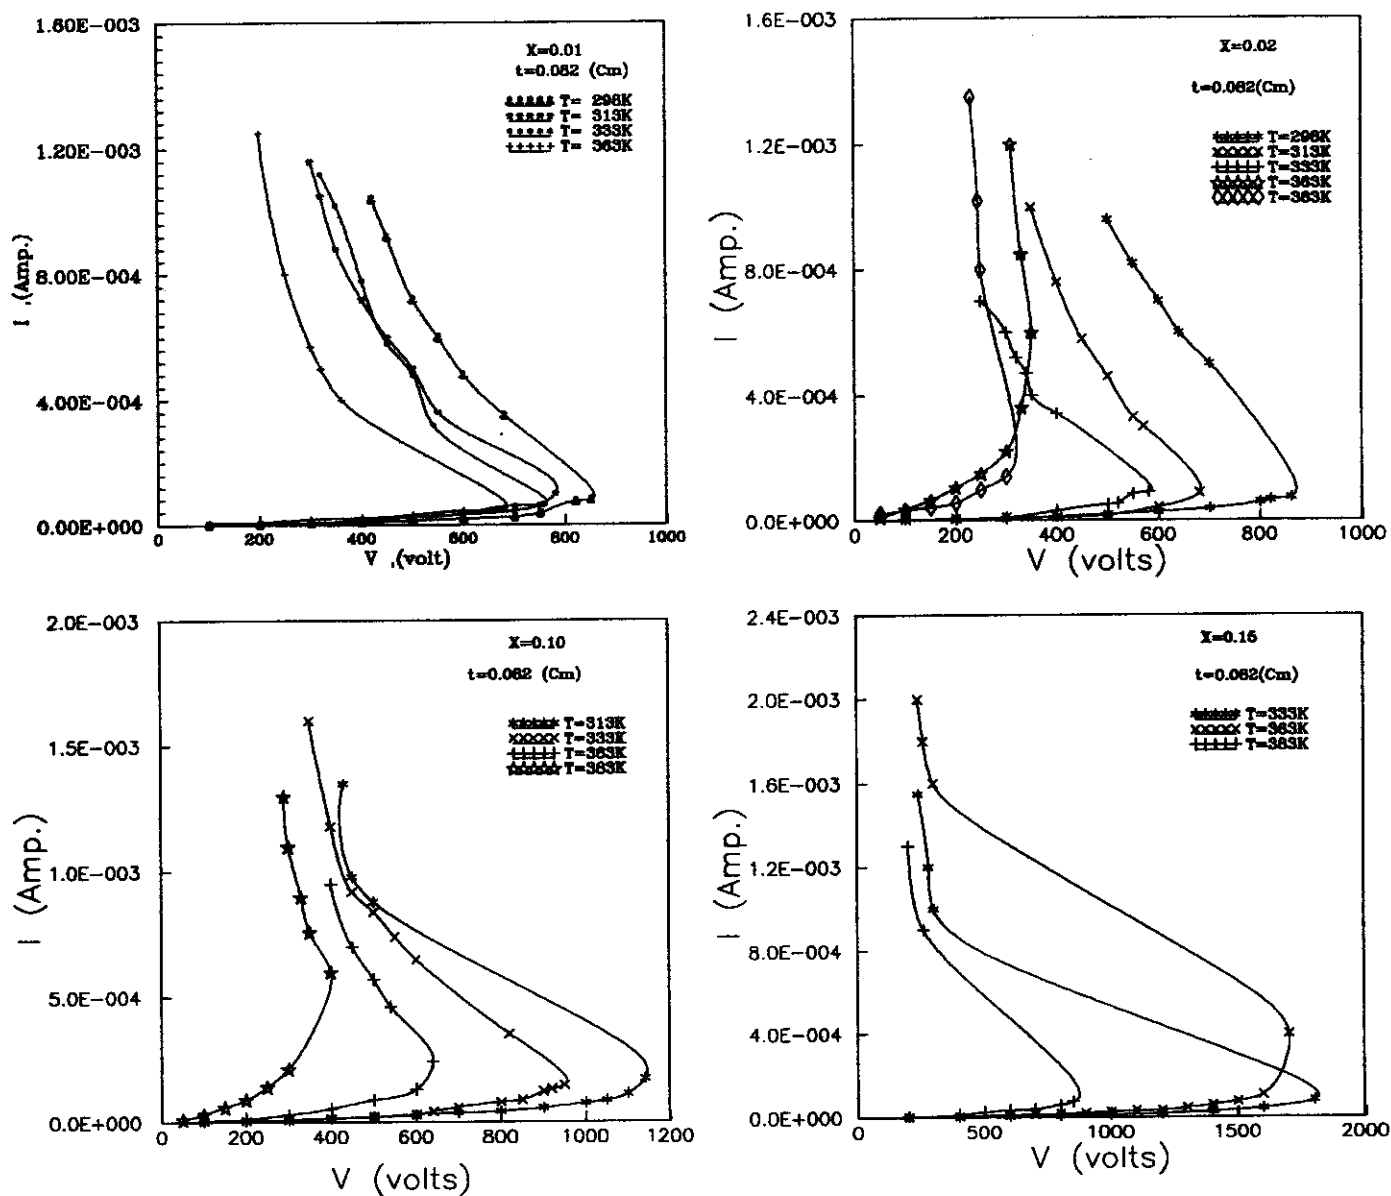 1.60E-003
1.20E-003
8.00E-004
4.00E-004
0.00E+000
I ,(Amp.)
X=0.01
t=0.082 (Cm)
T= 298K
T= 313K
T= 333K
T= 363K
0
200
400
600
800
1000
V ,(volt)
1.6E-003
1.2E-003
8.0E-004
4.0E-004
0.0E+000
I (Amp.)
X=0.02
t=0.082(Cm)
T=298K
T=313K
T=333K
T=363K
T=383K
0
200
400
600
800
1000
V (volts)
2.0E-003
1.5E-003
1.0E-003
5.0E-004
0.0E+000
I (Amp.)
X=0.10
t=0.082 (Cm)
T=313K
T=333K
T=363K
T=383K
0
200
400
600
800
1000
1200
V (volts)
2.4E-003
2.0E-003
1.6E-003
1.2E-003
8.0E-004
4.0E-004
0.0E+000
I (Amp.)
X=0.15
t=0.082(Cm)
T=333K
T=363K
T=383K
0
500
1000
1500
2000
V (volts)